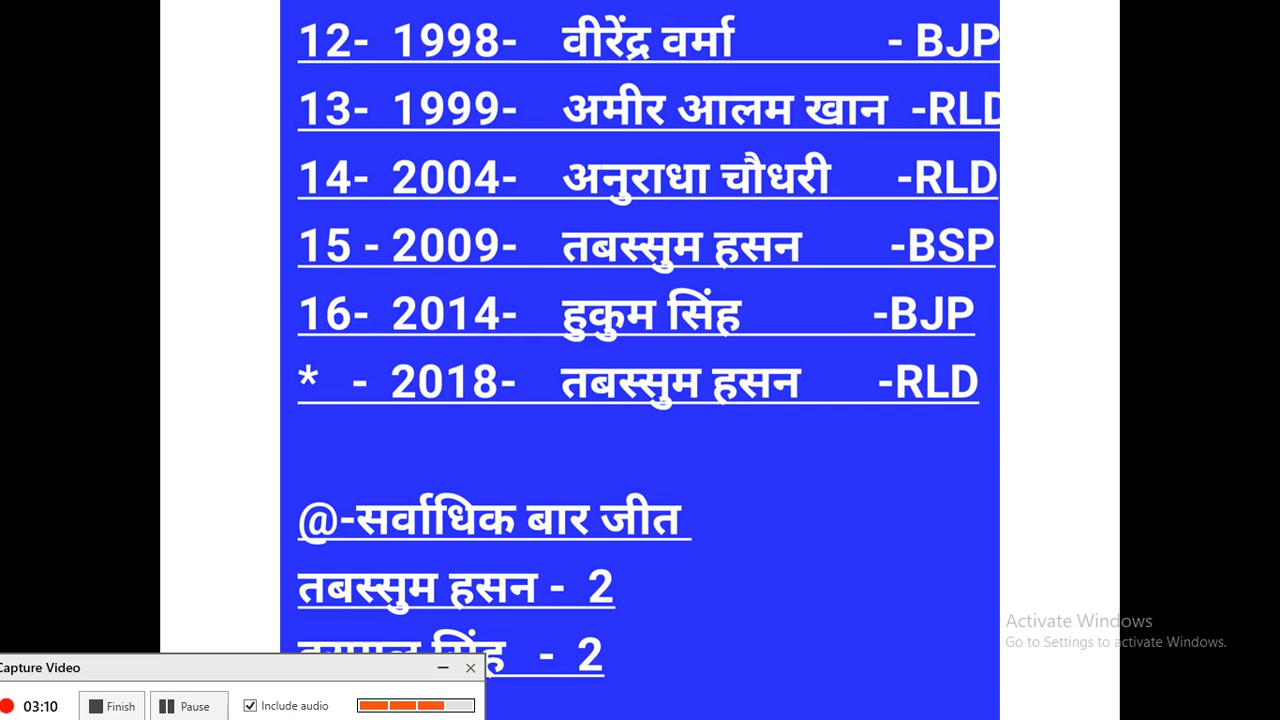 12- 1998- वीरेंद्र वर्मा - BJP
13- 1999- अमीर आलम खान -RLD
14- 2004- अनुराधा चौधरी -RLD
15 - 2009- तबस्सुम हसन -BSP
16- 2014- हुकुम सिंह -BJP
* - 2018- तबस्सुम हसन -RLD
@-सर्वाधिक बार जीत
तबस्सुम हसन - 2
सिंह - 2
Activate Windows
Go to Settings to activate Windows.
Capture Video
03:10 Finish Pause Include audio